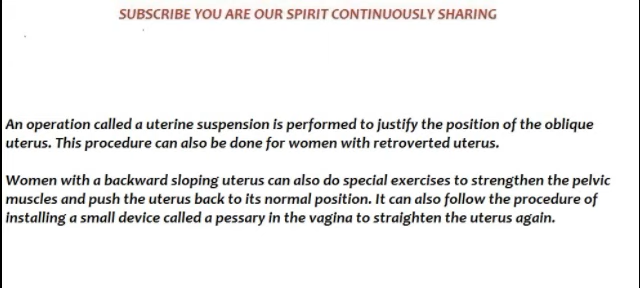 SUBSCRIBE YOU ARE OUR SPIRIT CONTINUOUSLY SHARING
An operation called a uterine suspension is performed to justify the position of the oblique
uterus. This procedure can also be done for women with retroverted uterus.
Women with a backward sloping uterus can also do special exercises to strengthen the pelvic
muscles and push the uterus back to its normal position. It can also follow the procedure of
installing a small device called a pessary in the vagina to straighten the uterus again.